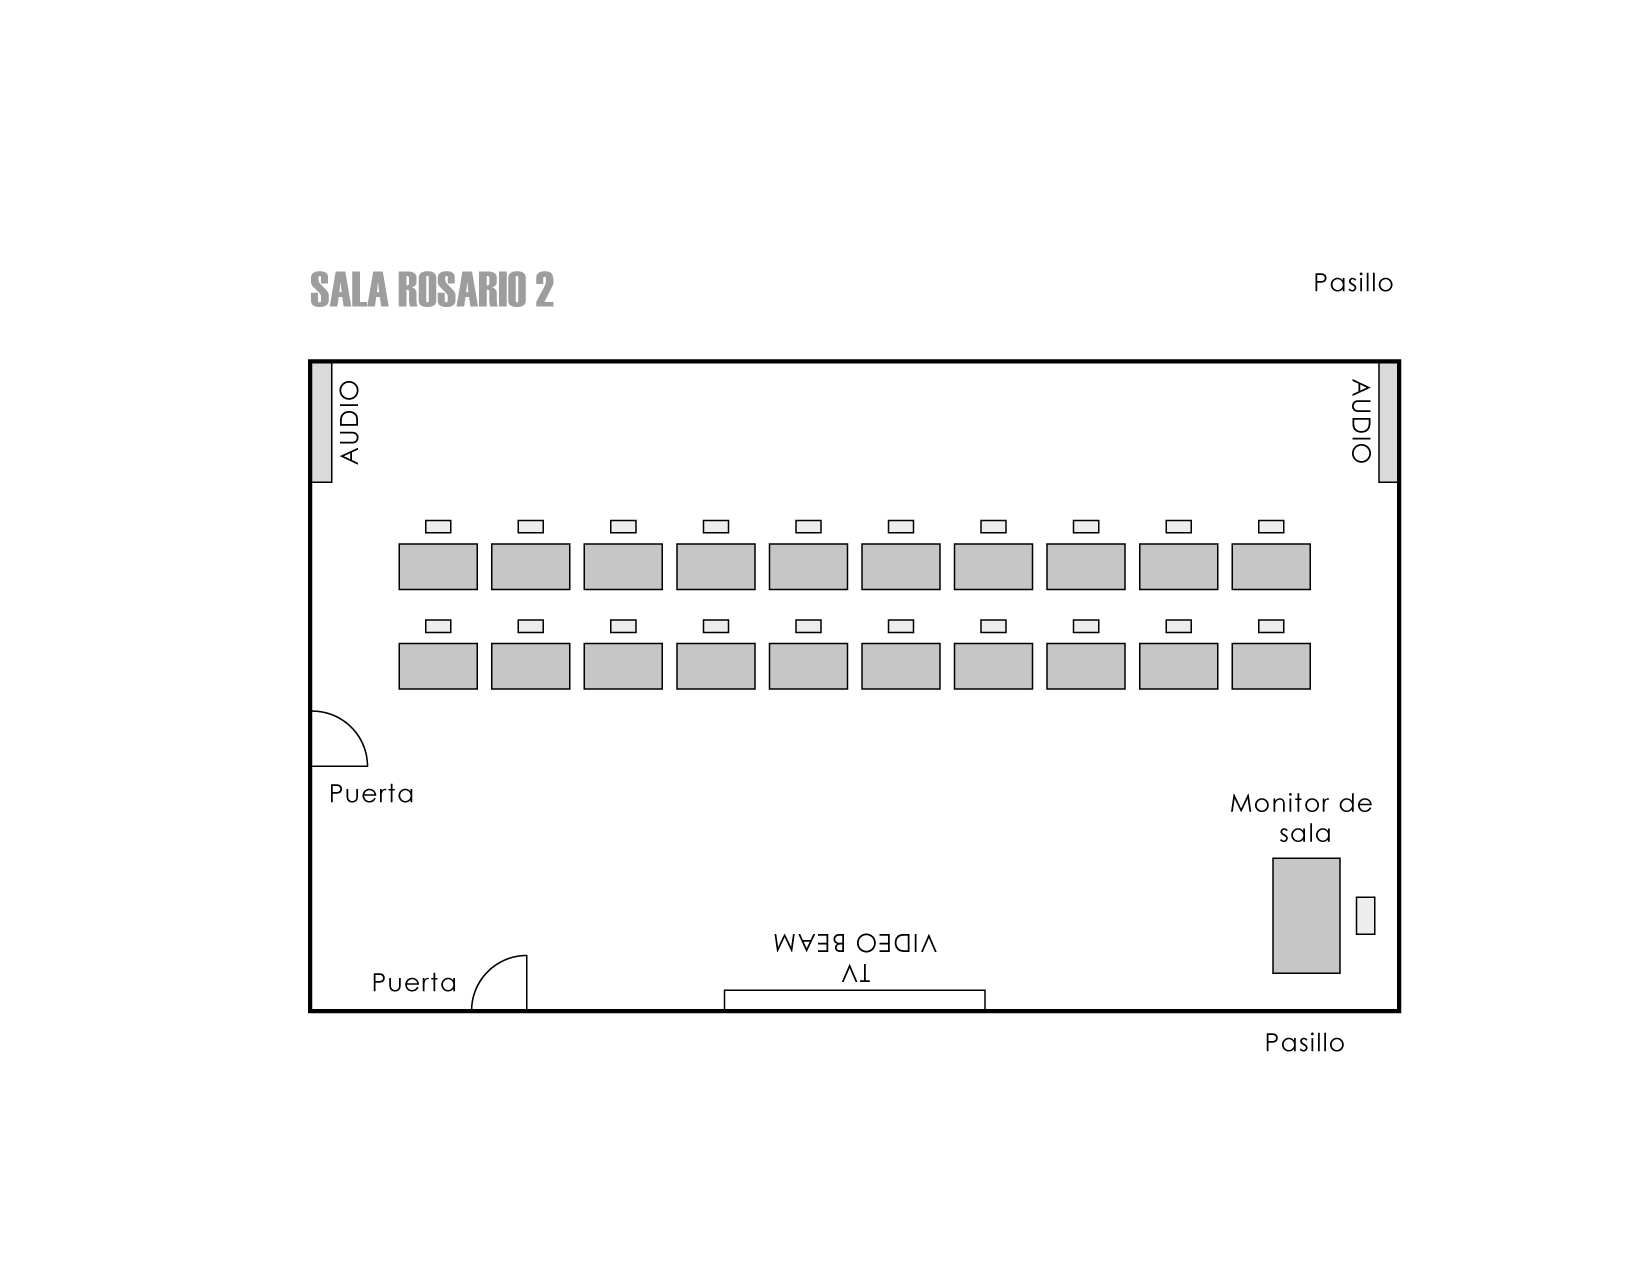 SALA ROSARIO 2
Pasillo
AUDIO
AUDIO
Puerta
Monitor de
sala
VIDEO BEAM
TV
Puerta
Pasillo